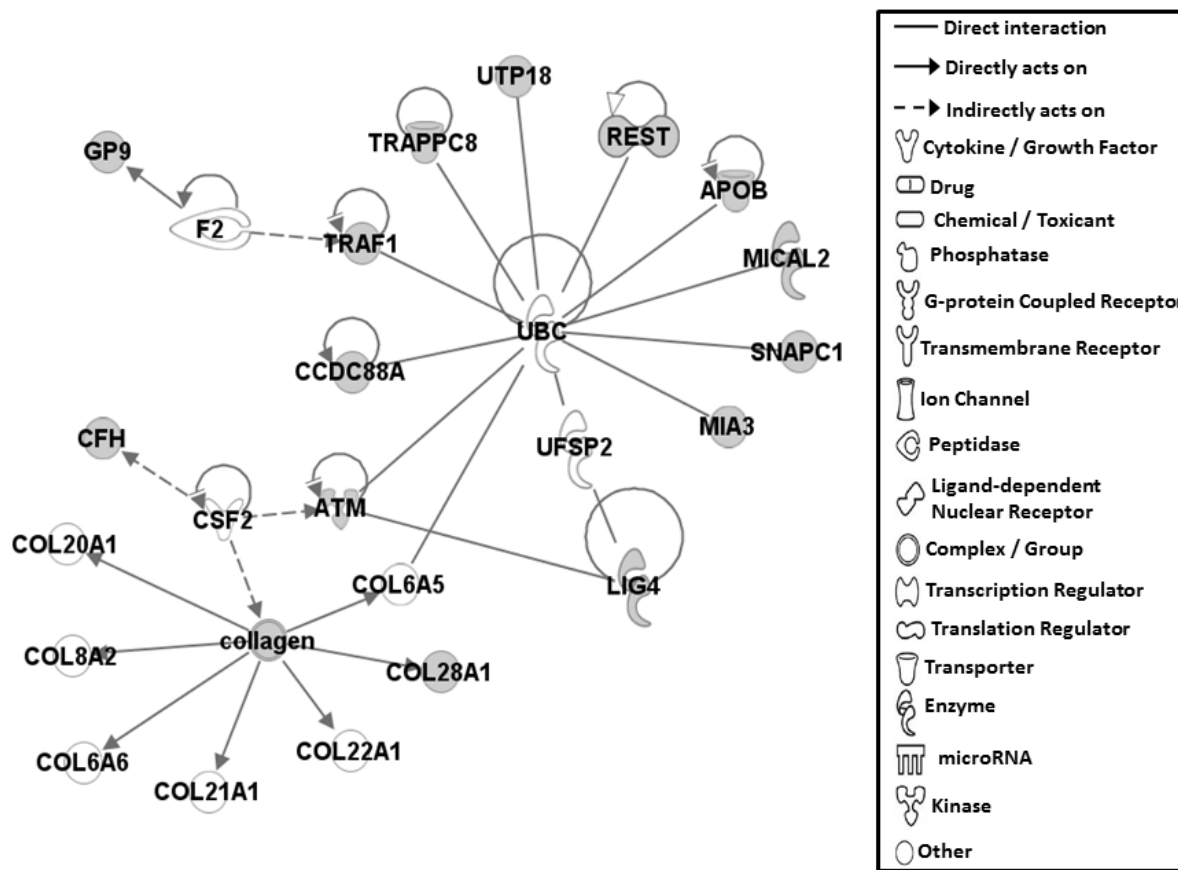 UTP18
TRAPPC8
REST
GP9
APOB
F2
TRAF1
MICAL2
UBC
SNAPC1
CCDC88A
MIA3
CFH
UFSP2
CSF2
ATM
COL20A1
COL6A5
LIG4
collagen
COL8A2
COL28A1
COL22A1
COL6A6
COL21A1
Direct interaction
Directly acts on
Indirectly acts on
Cytokine / Growth Factor
Drug
Chemical / Toxicant
Phosphatase
G-protein Coupled Receptor
Transmembrane Receptor
Ion Channel
Peptidase
Ligand-dependent
Nuclear Receptor
Complex / Group
Transcription Regulator
Translation Regulator
Transporter
Enzyme
microRNA
Kinase
Other